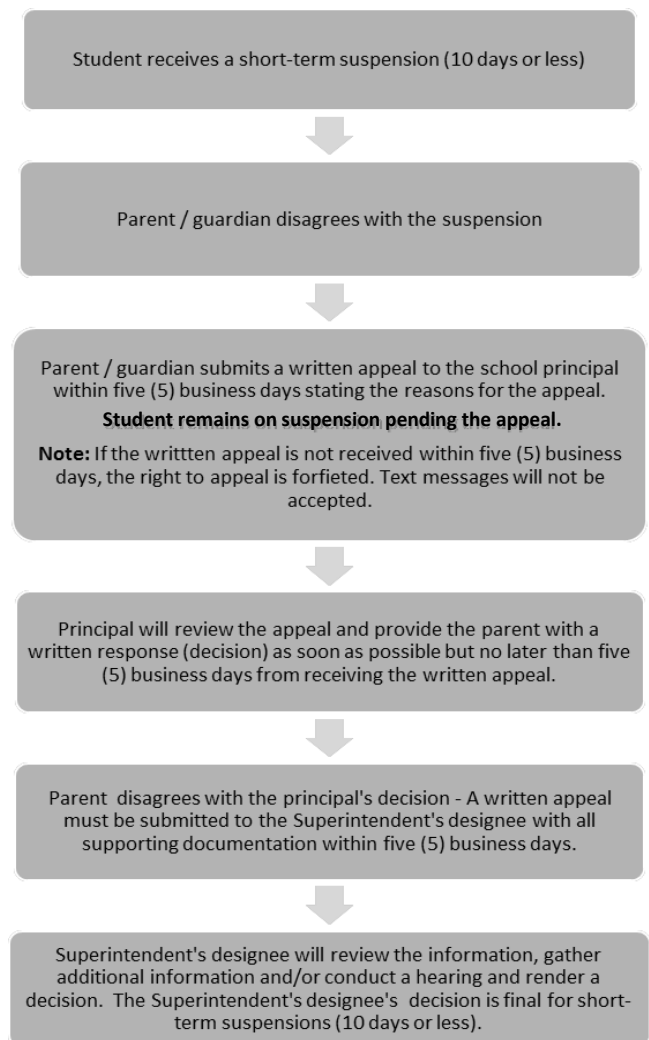 Student receives a short-term suspension (10 days or less)
Parent / guardian disagrees with the suspension
Parent / guardian submits a written appeal to the school principal
within five (5) business days stating the reasons for the appeal.
Student remains on suspension pending the appeal.
Note: If the writtten appeal is not received within five (5) business
days, the right to appeal is forfieted. Text messages will not be
accepted.
Principal will review the appeal and provide the parent with a
written response (decision) as soon as possible but no later than five
(5) business days from receiving the written appeal.
Parent  disagrees with the principal's decision - A written appeal
must be submitted to the Superintendent's designee with all
supporting documentation within five (5) business days.
Superintendent's designee will review the information, gather
additional information and/or conduct a hearing and render a
decision.  The Superintendent's designee's  decision is final for short-
term suspensions (10 days or less).